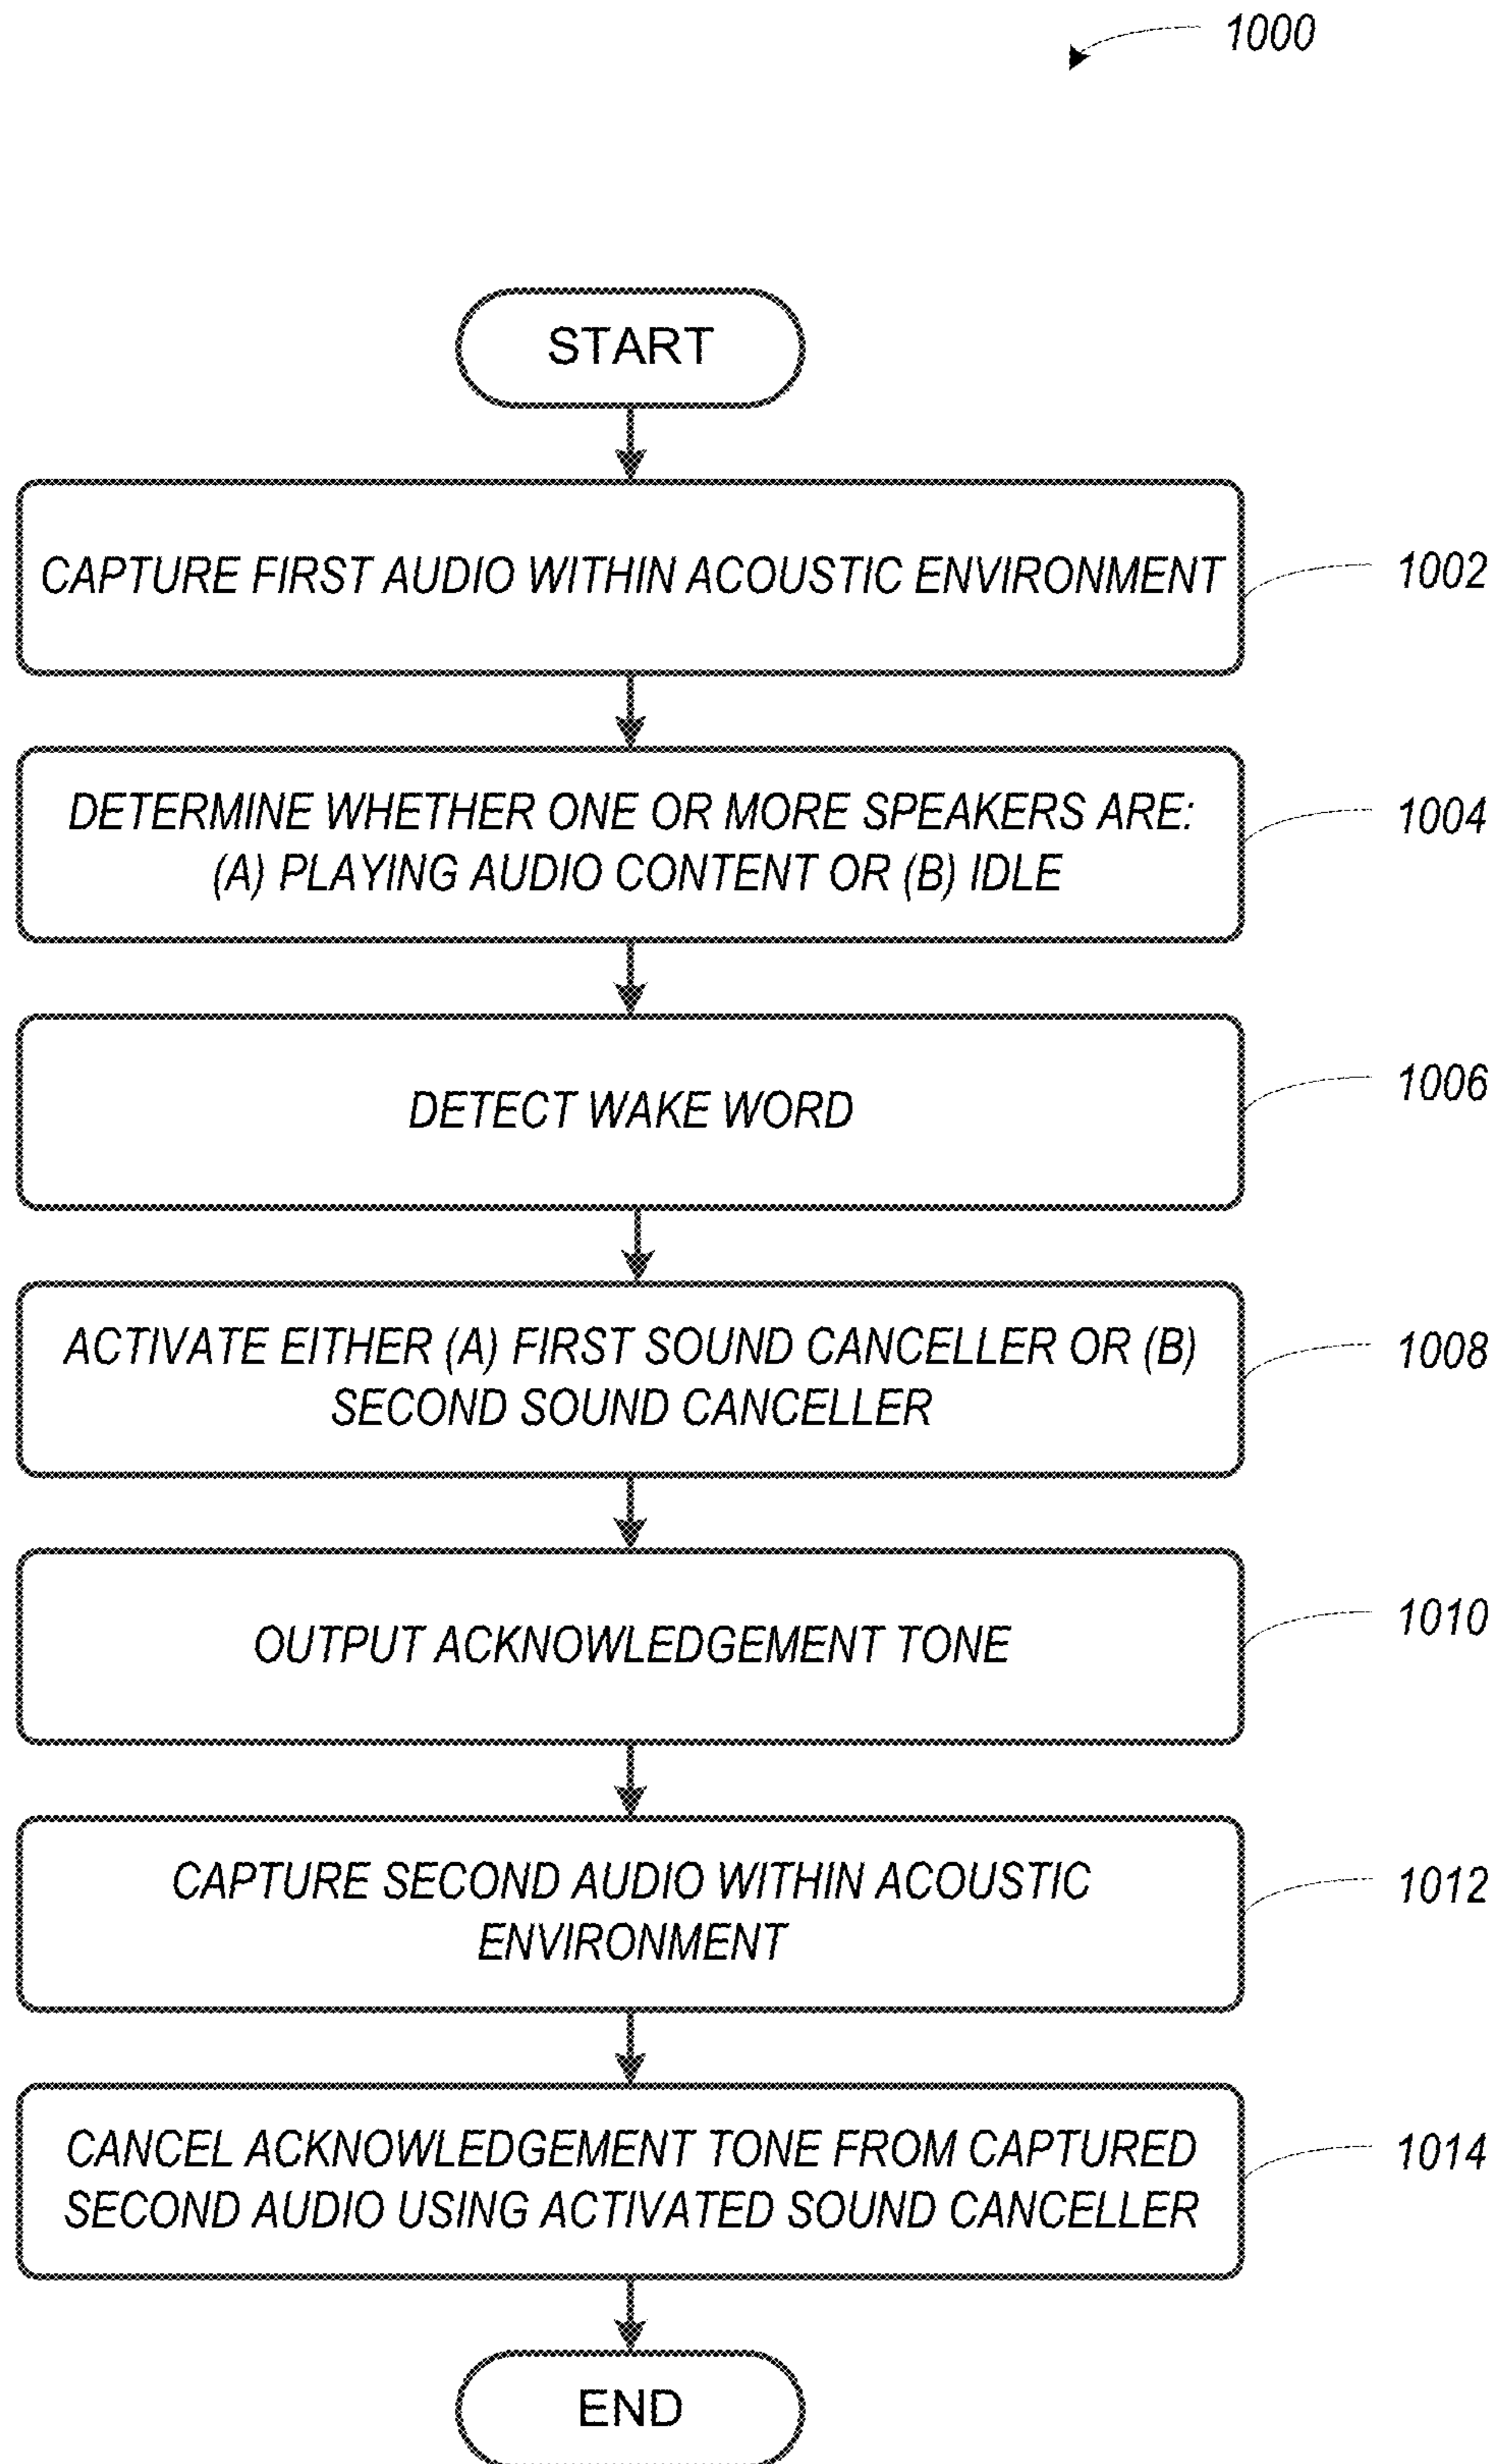 1000
START
CAPTURE FIRST AUDIO WITHIN ACOUSTIC ENVIRONMENT
1002
DETERMINE WHETHER ONE OR MORE SPEAKERS ARE:
(A) PLAYING AUDIO CONTENT OR (B) IDLE
1004
DETECT WAKE WORD
1006
ACTIVATE EITHER (A) FIRST SOUND CANCELLER OR (B)
SECOND SOUND CANCELLER
1008
OUTPUT ACKNOWLEDGEMENT TONE
1010
CAPTURE SECOND AUDIO WITHIN ACOUSTIC
ENVIRONMENT
1012
CANCEL ACKNOWLEDGEMENT TONE FROM CAPTURED
SECOND AUDIO USING ACTIVATED SOUND CANCELLER
1014
END